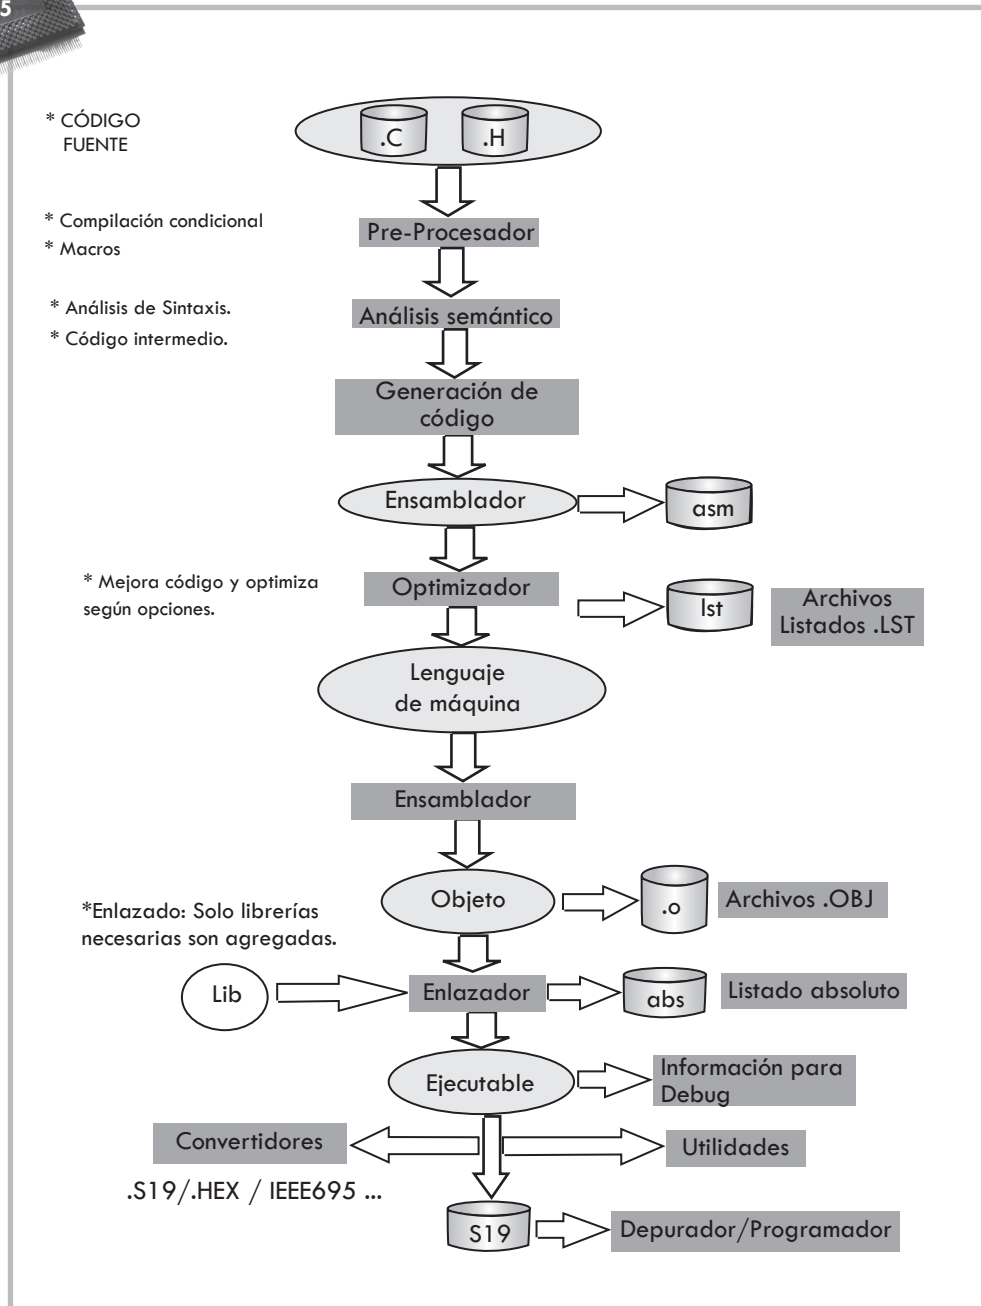 5
* CÓDIGO
FUENTE
.C
.H
* Compilación condicional
* Macros
Pre-Procesador
* Análisis de Sintaxis.
* Código intermedio.
Análisis semántico
Generación de
código
Ensamblador
asm
* Mejora código y optimiza
según opciones.
Optimizador
lst
Archivos
Listados .LST
Lenguaje
de máquina
Ensamblador
Objeto
.o
Archivos .OBJ
*Enlazado: Solo librerías
necesarias son agregadas.
Lib
Enlazador
abs
Listado absoluto
Ejecutable
Información para
Debug
Convertidores
Utilidades
.S19/.HEX / IEEE695 ...
S19
Depurador/Programador